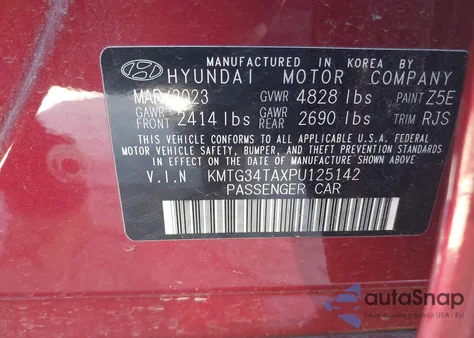 MANUFACTURED IN KOREA BY
HYUNDAI MOTOR COMPANY
MAR/2023 GVWR 4828 lbs PAINT Z5E
GAWR FRONT 2414 lbs GAWR REAR 2690 lbs TRIM RJS
THIS VEHICLE CONFORMS TO ALL APPLICABLE U.S.A. FEDERAL
MOTOR VEHICLE SAFETY, BUMPER, AND THEFT PREVENTION STANDARDS
IN EFFECT ON THE DATE OF MANUFACTURE SHOWN ABOVE.
V.I.N KMTG34TAXPU125142
PASSENGER CAR
autoSnap
USA | EU